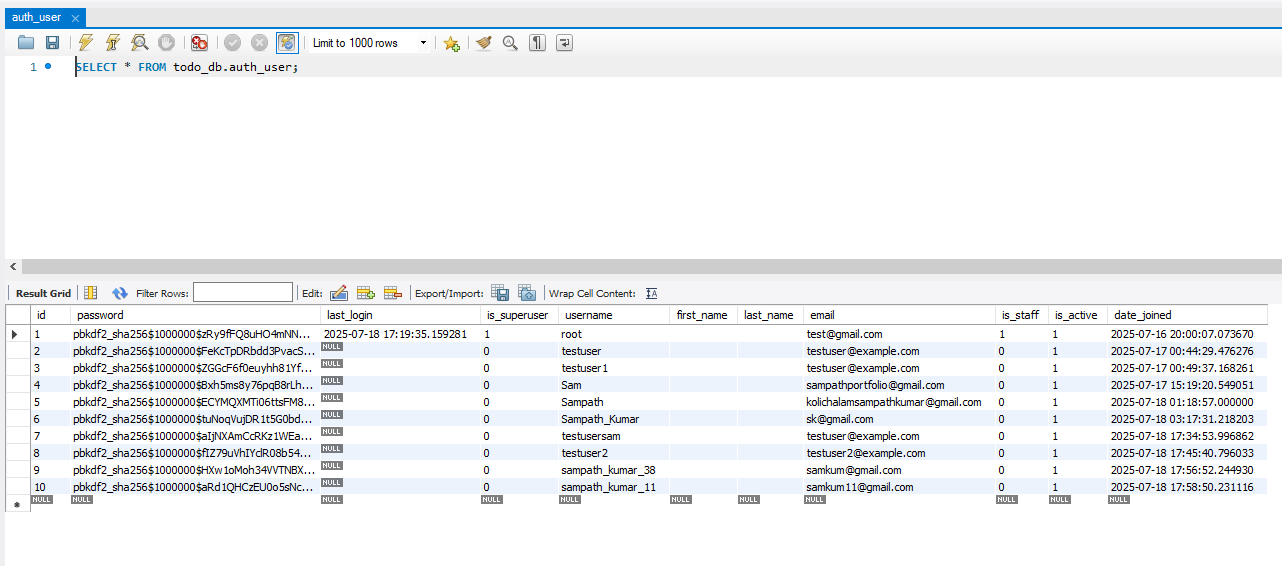 auth_user
Limit to 1000 rows
1 SELECT * FROM todo_db.auth_user;
Result Grid Filter Rows: Edit: Export/Import: Wrap Cell Content:
id password last_login is_superuser username first_name last_name email is_staff is_active date_joined
1 pbkdf2_sha256$1000000$zRy9fFQ8uHO4mNN... 2025-07-18 17:19:35.159281 1 root test@gmail.com 1 1 2025-07-16 20:00:07.073670
2 pbkdf2_sha256$1000000$FeKcTpDRbdd3PvacS... NULL 0 testuser testuser@example.com 0 1 2025-07-17 00:44:29.476276
3 pbkdf2_sha256$1000000$ZGGcF6f0euyhh81Yf... NULL 0 testuser1 testuser@example.com 0 1 2025-07-17 00:49:37.168261
4 pbkdf2_sha256$1000000$Bxh5ms8y76pqB8rLh... NULL 0 Sam sampathportfolio@gmail.com 0 1 2025-07-17 15:19:20.549051
5 pbkdf2_sha256$1000000$ECYMQXMTi06ttsFM8... NULL 0 Sampath kolichalamsampathkumar@gmail.com 0 1 2025-07-18 01:18:57.000000
6 pbkdf2_sha256$1000000$tuNoqVujDR1t5G0bd... NULL 0 Sampath_Kumar sk@gmail.com 0 1 2025-07-18 03:17:31.218203
7 pbkdf2_sha256$1000000$aIjNXAmCcRKz1WEa... NULL 0 testusersam testuser@example.com 0 1 2025-07-18 17:34:53.996862
8 pbkdf2_sha256$1000000$fIZ79uVhIYclR08b54... NULL 0 testuser2 testuser2@example.com 0 1 2025-07-18 17:45:40.796033
9 pbkdf2_sha256$1000000$HXw1oMoh34VVTNBX... NULL 0 sampath_kumar_38 samkum@gmail.com 0 1 2025-07-18 17:56:52.244930
10 pbkdf2_sha256$1000000$aRd1QHCzEU0o5sNc... NULL 0 sampath_kumar_11 samkum11@gmail.com 0 1 2025-07-18 17:58:50.231116
NULL NULL NULL NULL NULL NULL NULL NULL NULL NULL NULL